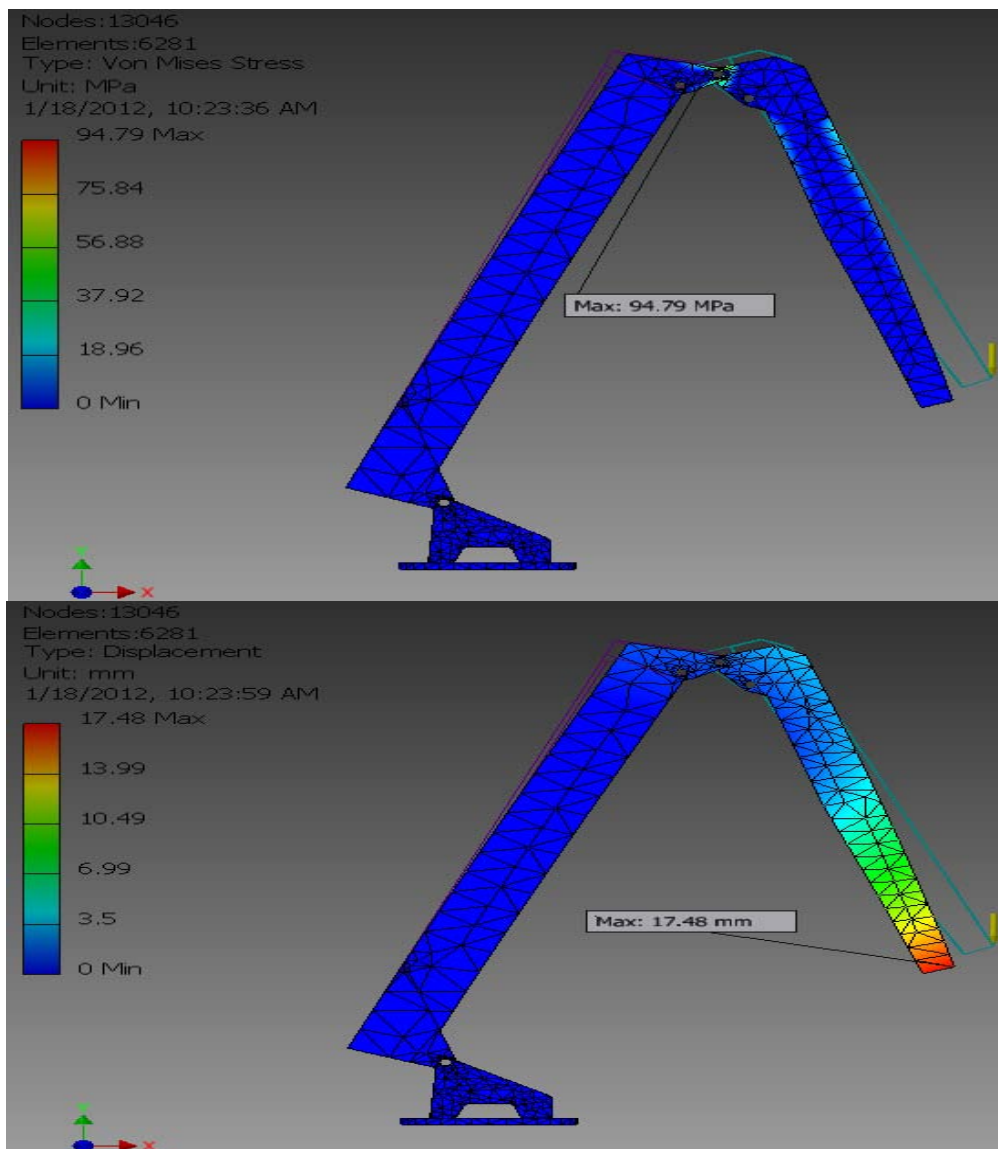 Nodes:13046
Elements:6281
Type: Von Mises Stress
Unit: MPa
1/18/2012, 10:23:36 AM
94.79 Max
75.84
56.88
37.92
18.96
0 Min
Max: 94.79 MPa
Y
X
Nodes:13046
Elements:6281
Type: Displacement
Unit: mm
1/18/2012, 10:23:59 AM
17.48 Max
13.99
10.49
6.99
3.5
0 Min
Max: 17.48 mm
Y
X